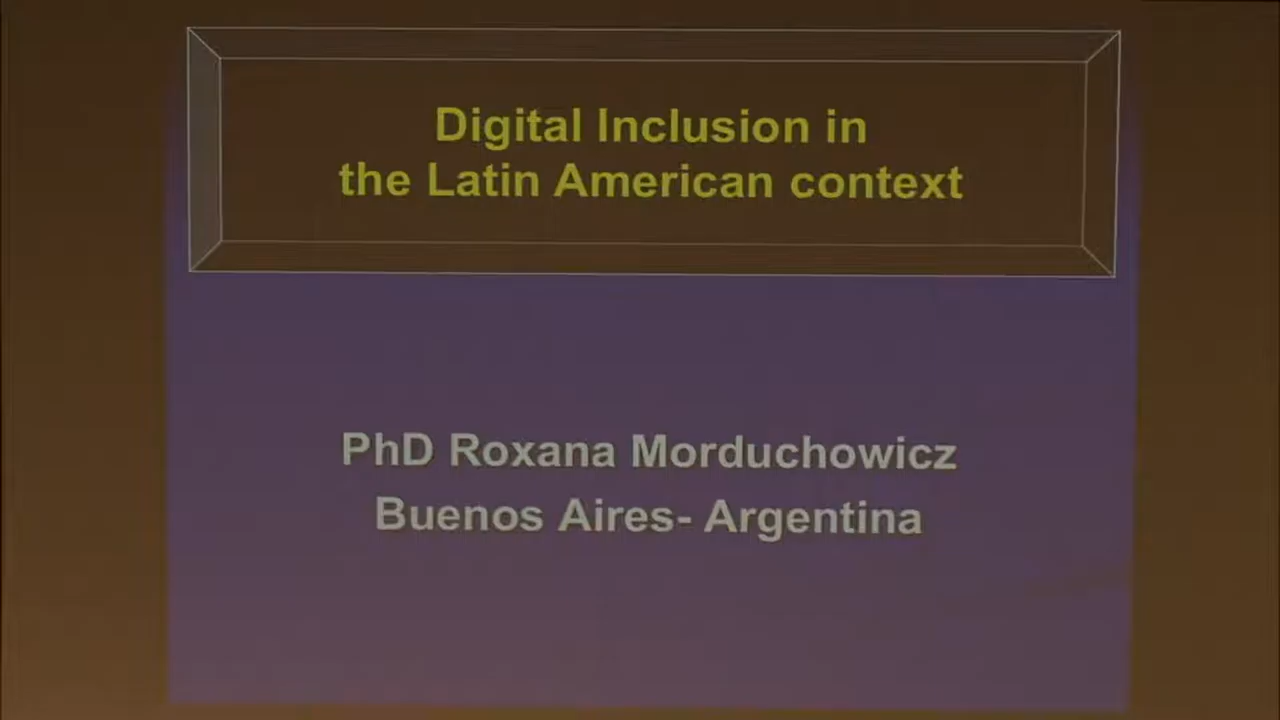 Digital Inclusion in
the Latin American context
PhD Roxana Morduchowicz
Buenos Aires- Argentina